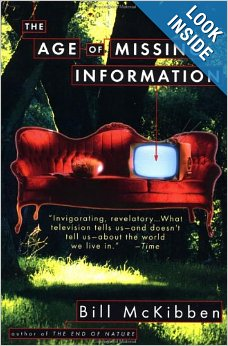 LOOK
INSIDE!
THE
AGE OF MISSIN
INFORMATION
"Invigorating, revelatory...What
television tells us—and doesn't
tell us—about the world
we live in." —Time
Bill McKibben
author of THE END OF NATURE